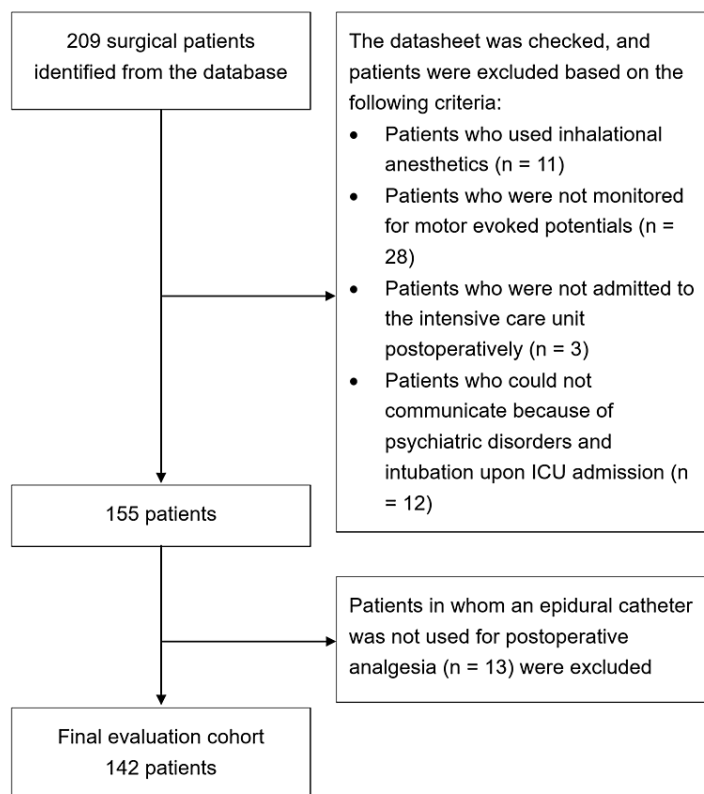 209 surgical patients
identified from the database
The datasheet was checked, and
patients were excluded based on the
following criteria:
• Patients who used inhalational
anesthetics (n = 11)
• Patients who were not monitored
for motor evoked potentials (n =
28)
• Patients who were not admitted to
the intensive care unit
postoperatively (n = 3)
• Patients who could not
communicate because of
psychiatric disorders and
intubation upon ICU admission (n
= 12)
155 patients
Patients in whom an epidural catheter
was not used for postoperative
analgesia (n = 13) were excluded
Final evaluation cohort
142 patients